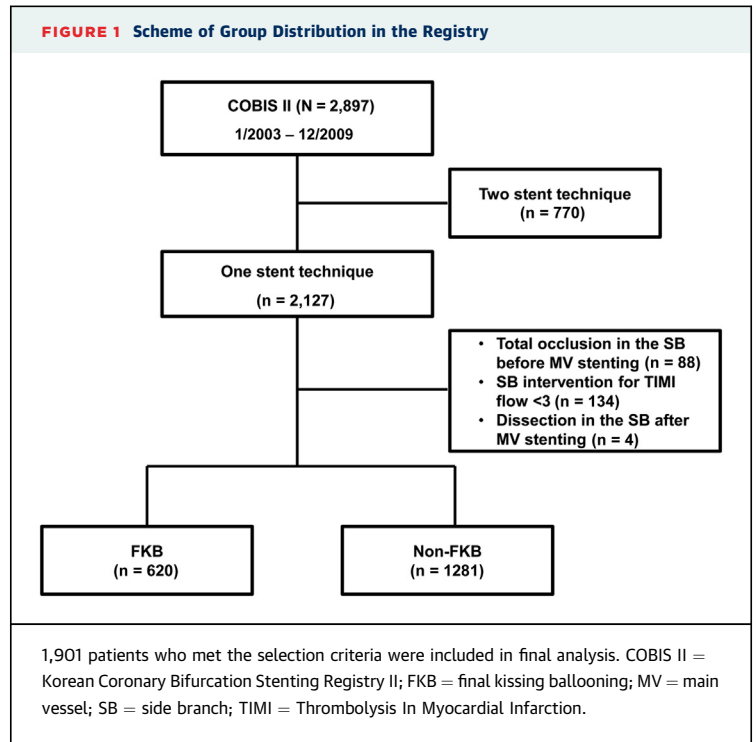 FIGURE 1 Scheme of Group Distribution in the Registry
COBIS II (N = 2,897)
1/2003 – 12/2009
Two stent technique
(n = 770)
One stent technique
(n = 2,127)
• Total occlusion in the SB
before MV stenting (n = 88)
• SB intervention for TIMI
flow <3 (n = 134)
• Dissection in the SB after
MV stenting (n = 4)
FKB
(n = 620)
Non-FKB
(n = 1281)
1,901 patients who met the selection criteria were included in final analysis. COBIS II =
Korean Coronary Bifurcation Stenting Registry II; FKB = final kissing ballooning; MV = main
vessel; SB = side branch; TIMI = Thrombolysis In Myocardial Infarction.